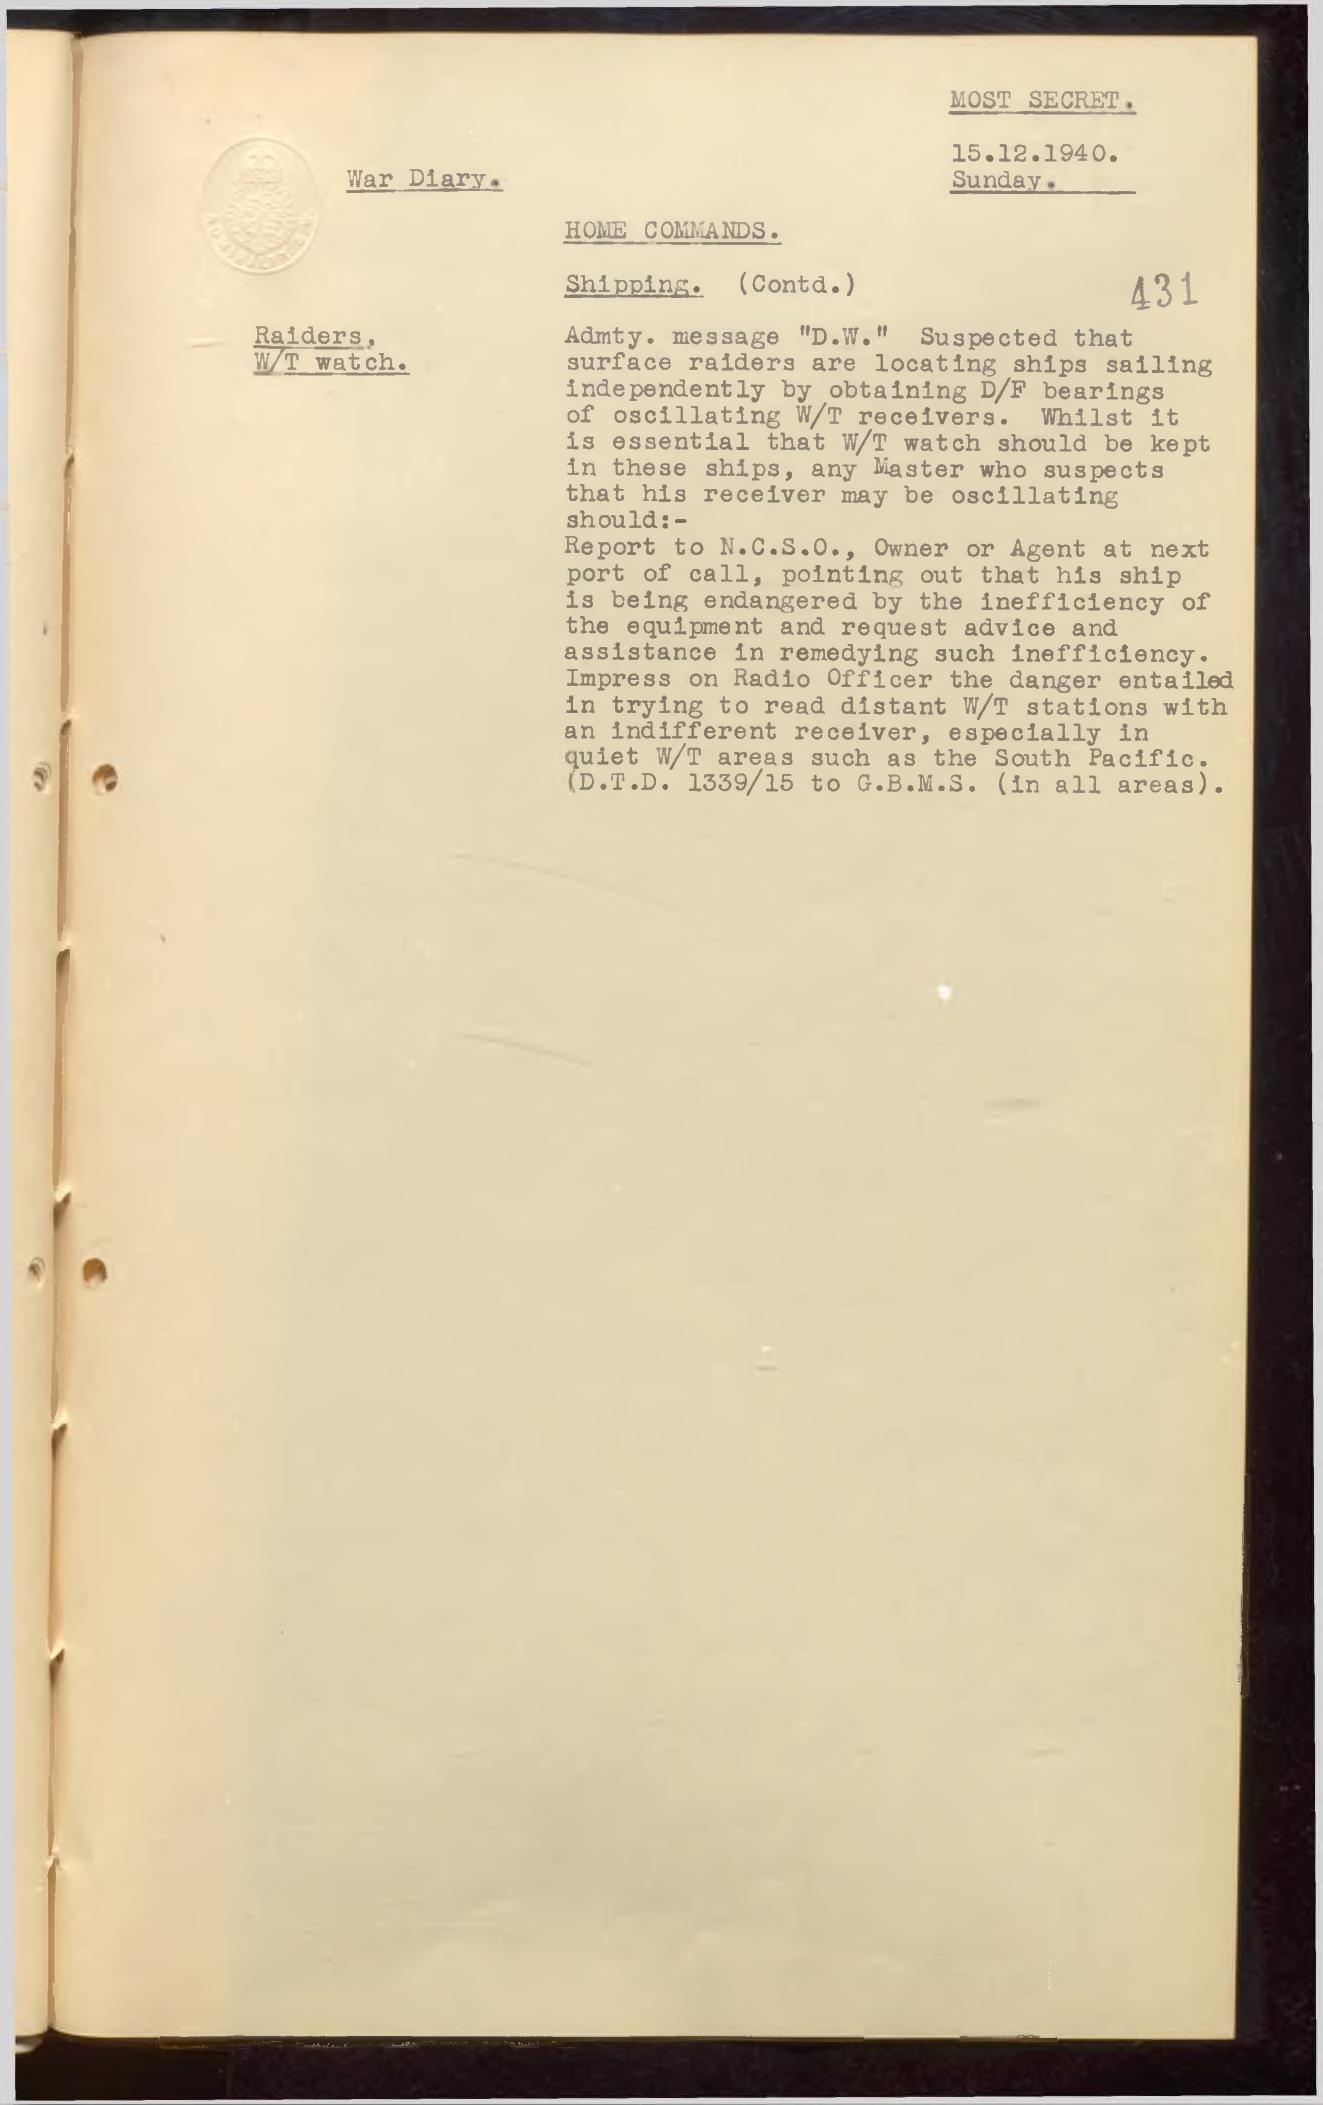 MOST SECRET.
15.12.1940.
War Diary.
Sunday.
HOME COMMANDS.
Shipping. (Contd.)
431
Raiders,
W/T watch.
Admty. message "D.W." Suspected that
surface raiders are locating ships sailing
independently by obtaining D/F bearings
of oscillating W/T receivers. Whilst it
is essential that W/T watch should be kept
in these ships, any Master who suspects
that his receiver may be oscillating
should:-
Report to N.C.S.O., Owner or Agent at next
port of call, pointing out that his ship
is being endangered by the inefficiency of
the equipment and request advice and
assistance in remedying such inefficiency.
Impress on Radio Officer the danger entailed
in trying to read distant W/T stations with
an indifferent receiver, especially in
quiet W/T areas such as the South Pacific.
(D.T.D. 1339/15 to G.B.M.S. (in all areas).